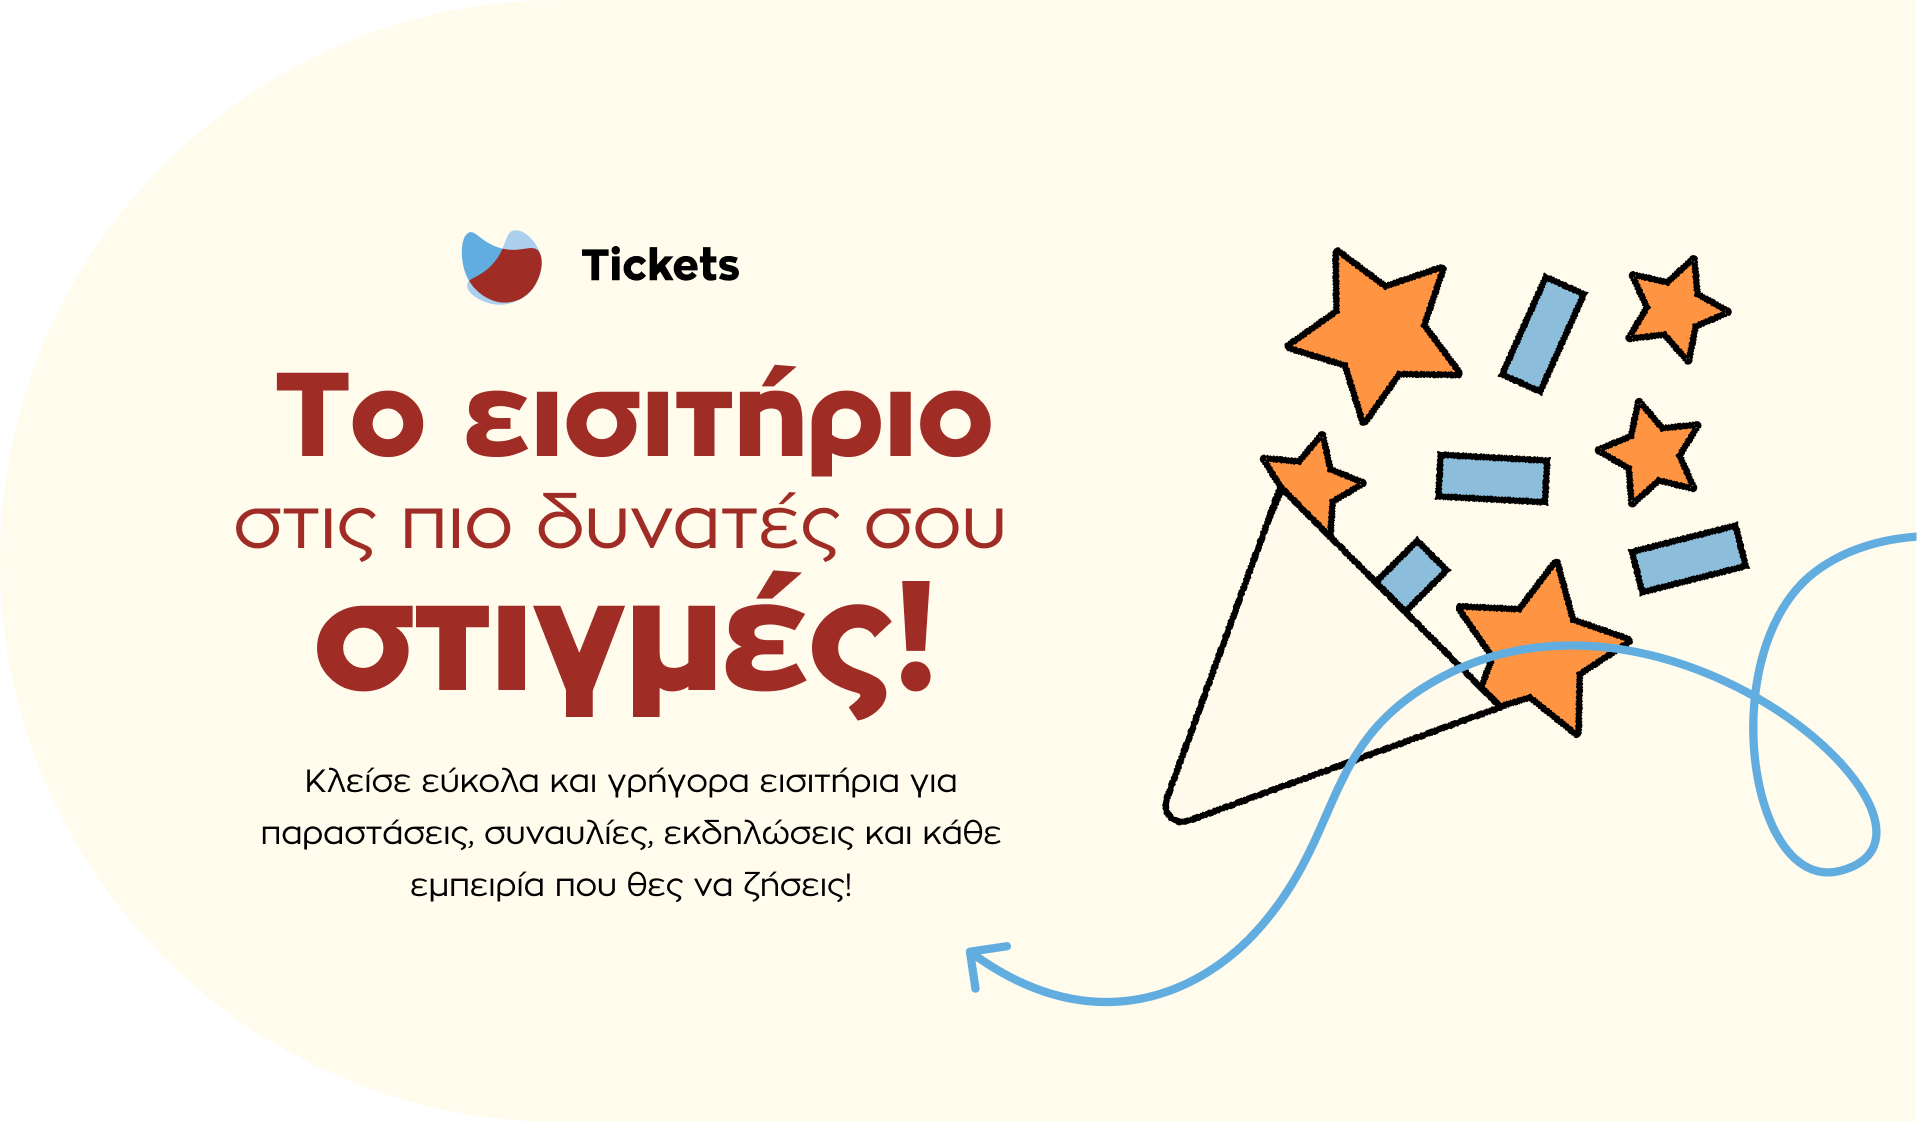 Tickets
Το εισιτήριο
στις πιο δυνατές σου
στιγμές!
Κλείσε εύκολα και γρήγορα εισιτήρια για
παραστάσεις, συναυλίες, εκδηλώσεις και κάθε
εμπειρία που θες να ζήσεις!